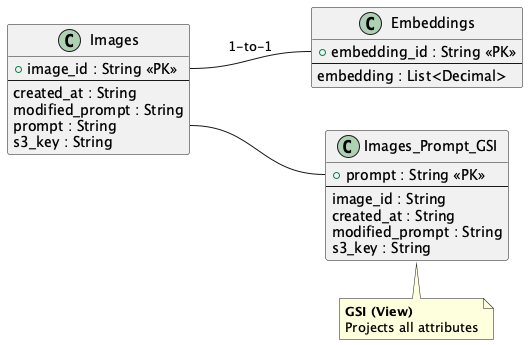 C Images
image_id : String «PK»
created_at : String
modified_prompt : String
prompt : String
s3_key : String
1-to-1
C Embeddings
embedding_id : String «PK»
embedding : List<Decimal>
C Images_Prompt_GSI
prompt : String «PK»
image_id : String
created_at : String
modified_prompt : String
s3_key : String
GSI (View)
Projects all attributes